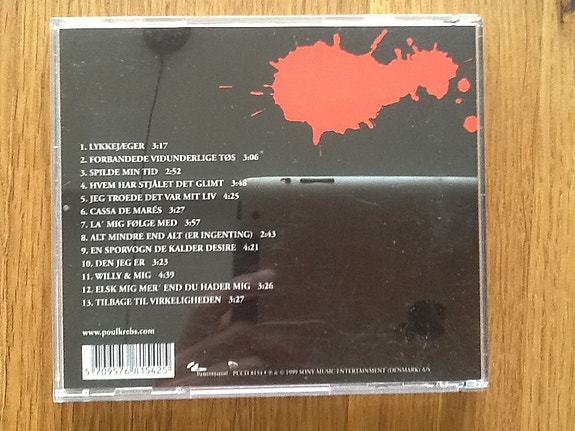 1. LYKKEJÆGER 3:17
2. FORBANDEDE VIDUNDERLIGE TØS 3:06
3. SPILDE MIN TID 2:52
4. HVEM HAR STJÅLET DET GLIMT 3:48
5. JEG TROEDE DET VAR MIT LIV 4:25
6. CASSA DE MARÉS 3:27
7. LA´ MIG FØLGE MED 3:57
8. ALT MINDRE END ALT (ER INGENTING) 2:43
9. EN SPORVOGN DE KALDER DESIRE 4:21
10. DEN JEG ER 3:23
11. WILLY & MIG 4:39
12. ELSK MIG MER´ END DU HADER MIG 3:26
13. TILBAGE TIL VIRKELIGHEDEN 3:27
www.poulkrebs.com
5 709576 815425
PCCD 8154 • ℗ & © 1999 SONY MUSIC ENTERTAINMENT (DENMARK) A/S